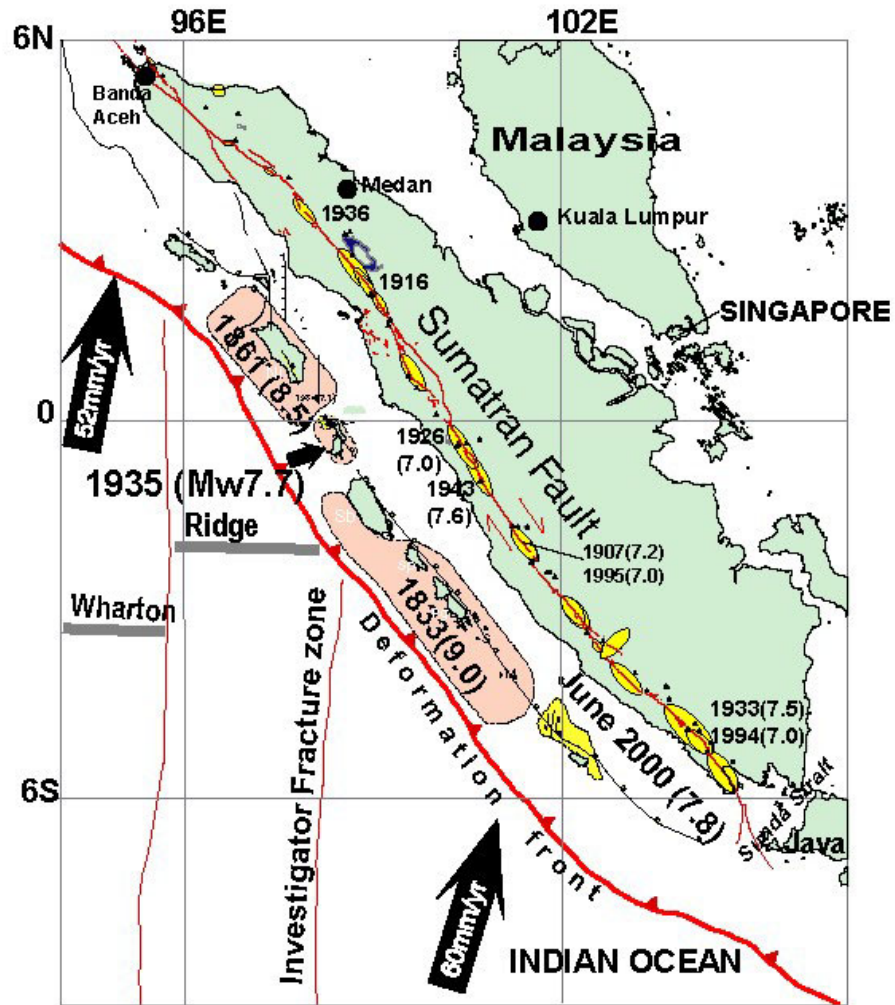 96E
102E
6N
Banda
Aceh
Malaysia
Medan
Kuala Lumpur
1936
1916
SINGAPORE
Sumatran Fault
52mm/yr
1861(8.5)
0
1926
(7.0)
1943
(7.6)
1935 (Mw7.7)
Ridge
1907(7.2)
1995(7.0)
Wharton
1833(9.0)
Deformation front
Investigator Fracture zone
June 2000 (7.8)
1933(7.5)
1994(7.0)
6S
Sunda Strait
Java
60mm/yr
INDIAN OCEAN